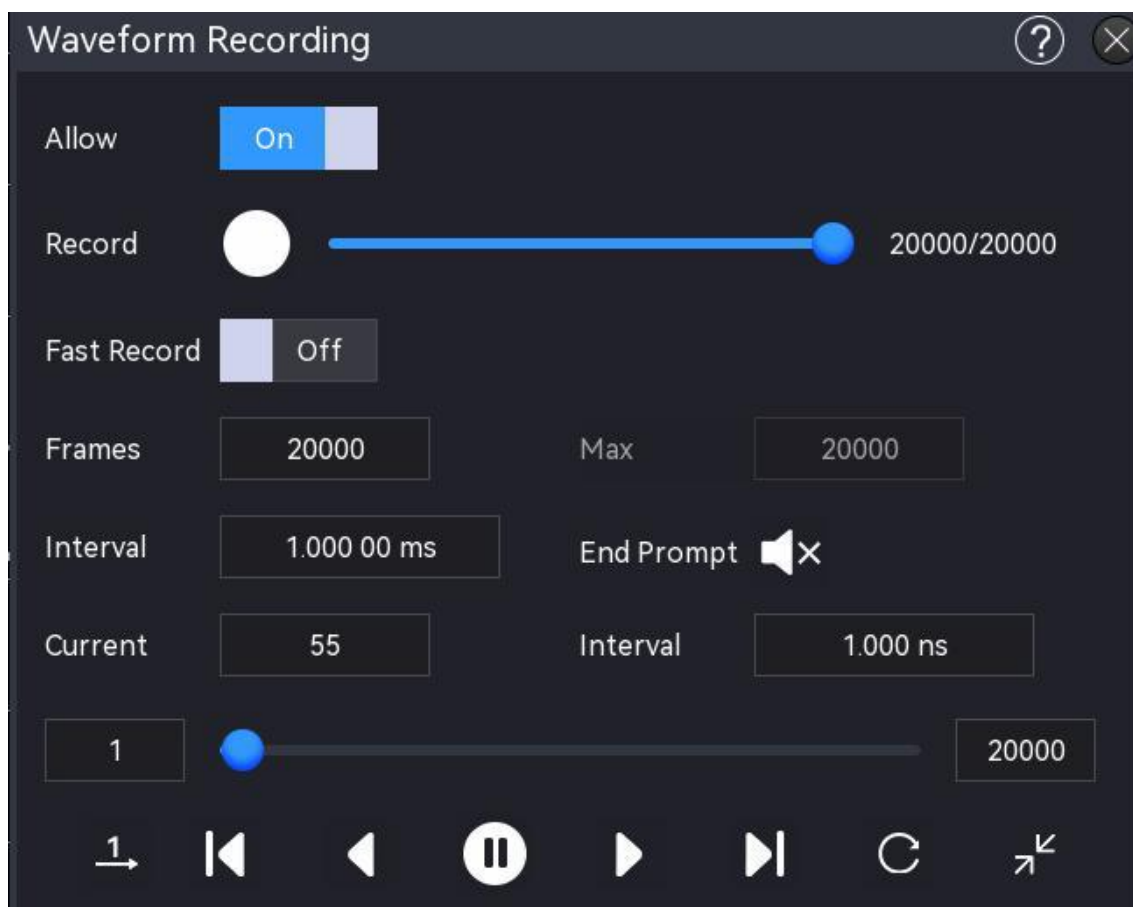 Waveform Recording
Allow On
Record 20000/20000
Fast Record Off
Frames 20000 Max 20000
Interval 1.000 00 ms End Prompt
Current 55 Interval 1.000 ns
1 20000
1